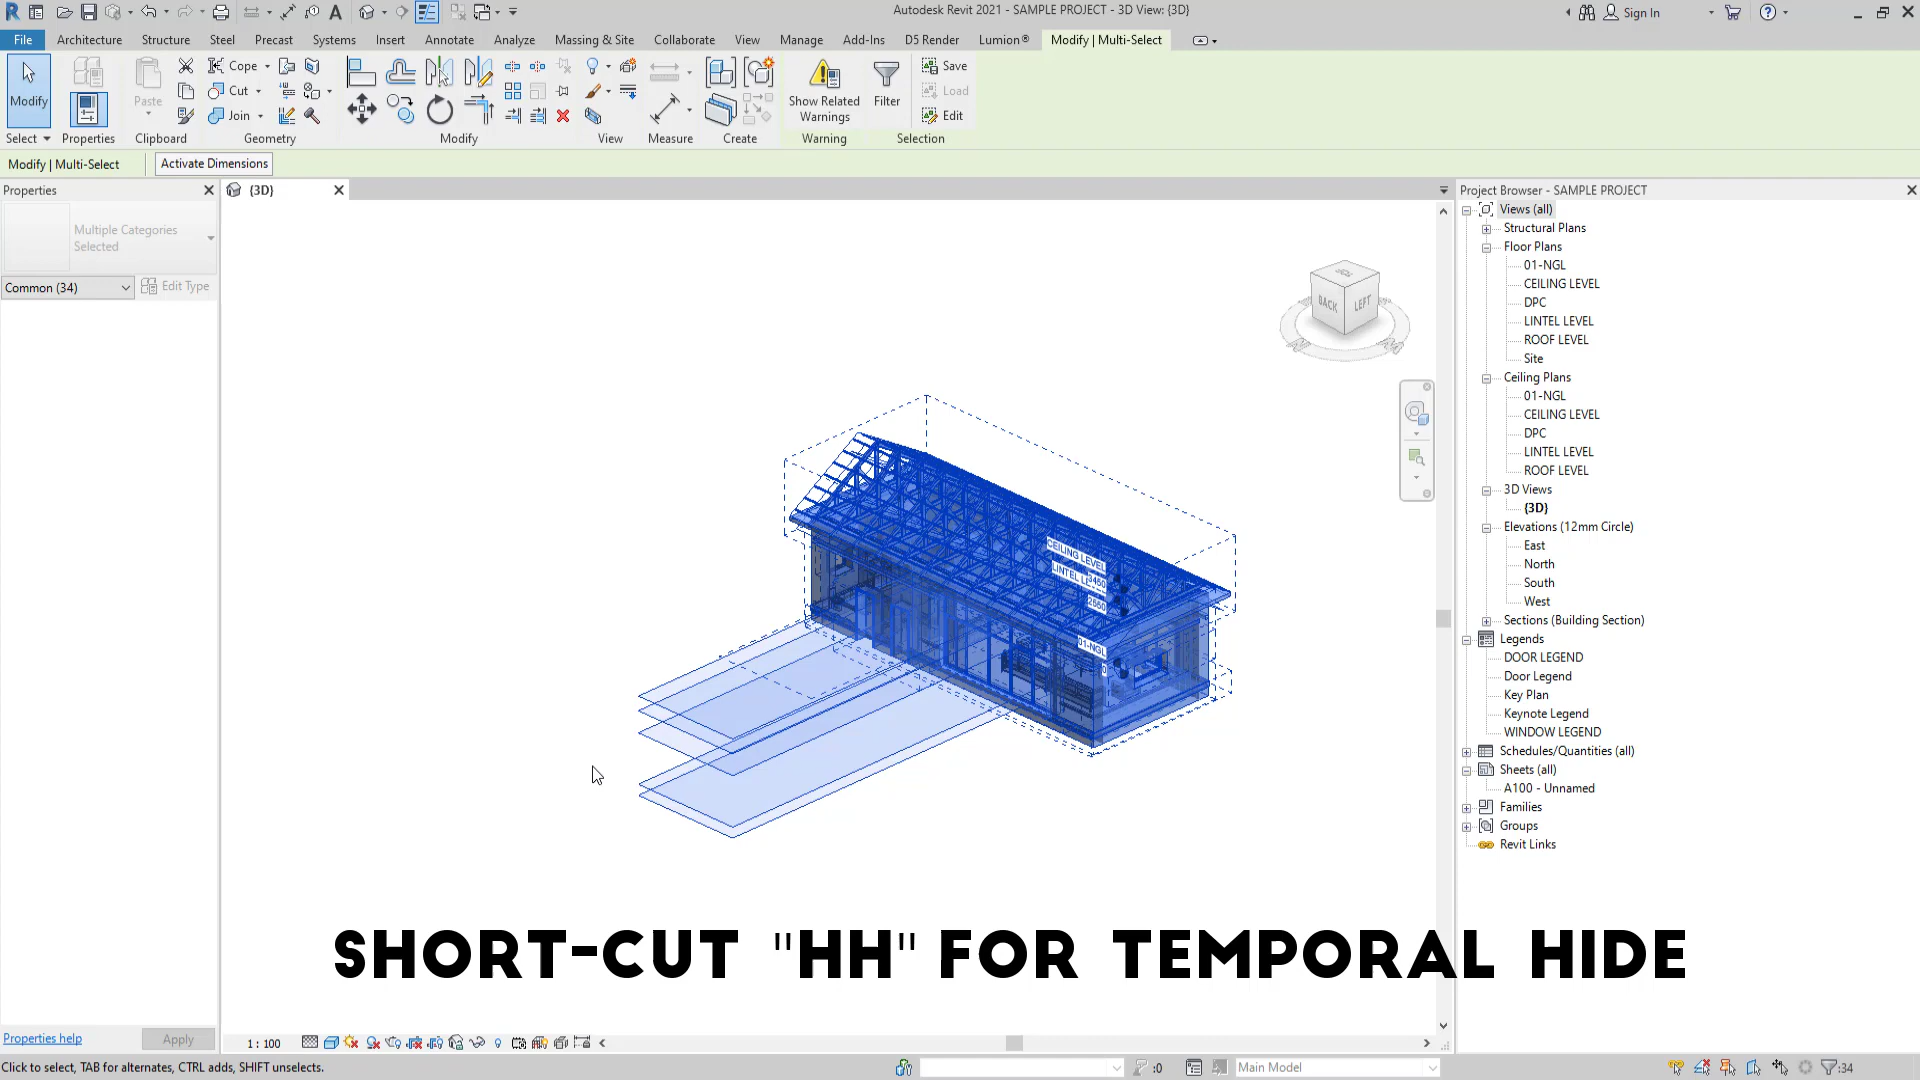 Autodesk Revit 2021 - SAMPLE PROJECT - 3D View: {3D}
Sign In
File
Architecture
Structure
Steel
Precast
Systems
Insert
Annotate
Analyze
Massing & Site
Collaborate
View
Manage
Add-Ins
D5 Render
Lumion®
Modify | Multi-Select
Modify
Paste
Cope
Cut
Join
Show Related
Warnings
Filter
Save
Load
Edit
Select
Properties
Clipboard
Geometry
Modify
View
Measure
Create
Warning
Selection
Modify | Multi-Select
Activate Dimensions
Properties
Multiple Categories
Selected
Common (34)
Edit Type
Properties help
Apply
{3D}
BACK
LEFT
CEILING LEVEL
3450
2550
01-NGL
0
SHORT-CUT "HH" FOR TEMPORAL HIDE
1 : 100
Project Browser - SAMPLE PROJECT
Views (all)
Structural Plans
Floor Plans
01-NGL
CEILING LEVEL
DPC
LINTEL LEVEL
ROOF LEVEL
Site
Ceiling Plans
01-NGL
CEILING LEVEL
DPC
LINTEL LEVEL
ROOF LEVEL
3D Views
{3D}
Elevations (12mm Circle)
East
North
South
West
Sections (Building Section)
Legends
DOOR LEGEND
Door Legend
Key Plan
Keynote Legend
WINDOW LEGEND
Schedules/Quantities (all)
Sheets (all)
A100 - Unnamed
Families
Groups
Revit Links
Click to select, TAB for alternates, CTRL adds, SHIFT unselects.
:0
Main Model
:34